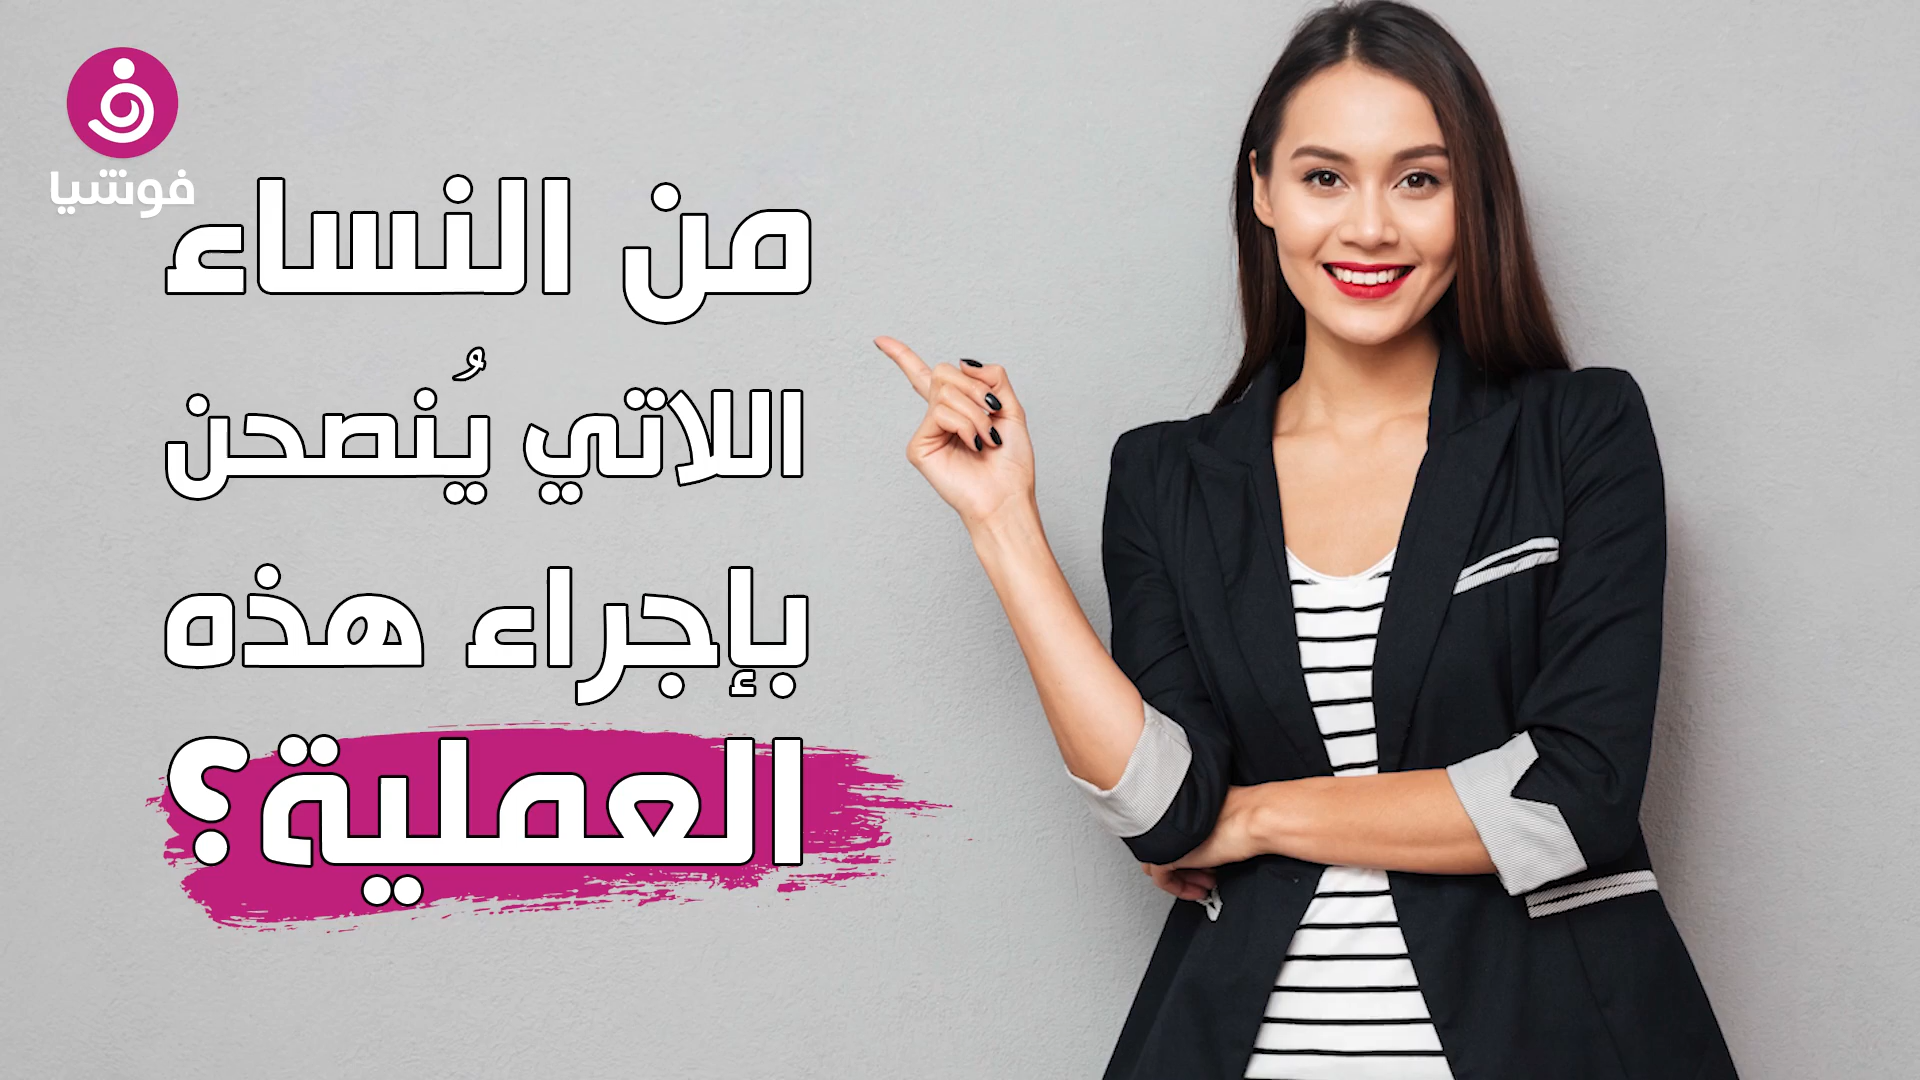 فوشيا
من النساء
اللاتي يُنصحن
بإجراء هذه
العملية؟